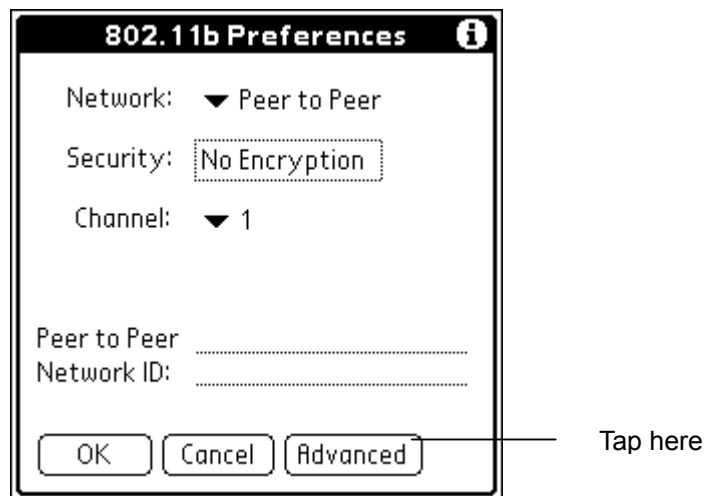 802.11b Preferences
Network: Peer to Peer
Security: No Encryption
Channel: 1
Peer to Peer
Network ID:
OK Cancel Advanced
Tap here